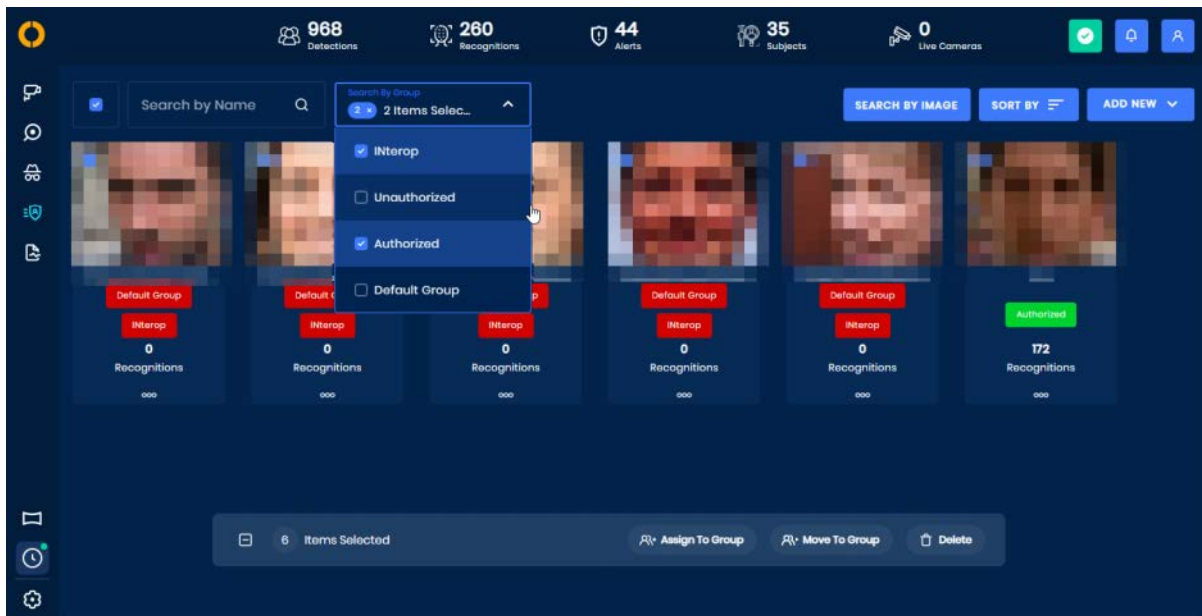 968
Detections
260
Recognitions
44
Alerts
35
Subjects
0
Live Cameras
Search by Name
Search By Group
2 × 2 Items Selec...
SEARCH BY IMAGE
SORT BY
ADD NEW
INterop
Unauthorized
Authorized
Default Group
Default Group
INterop
0
Recognitions
Default
INterop
0
Recognitions
INterop
0
Recognitions
Default Group
INterop
0
Recognitions
Default Group
INterop
0
Recognitions
Authorized
172
Recognitions
6 Items Selected
Assign To Group
Move To Group
Delete